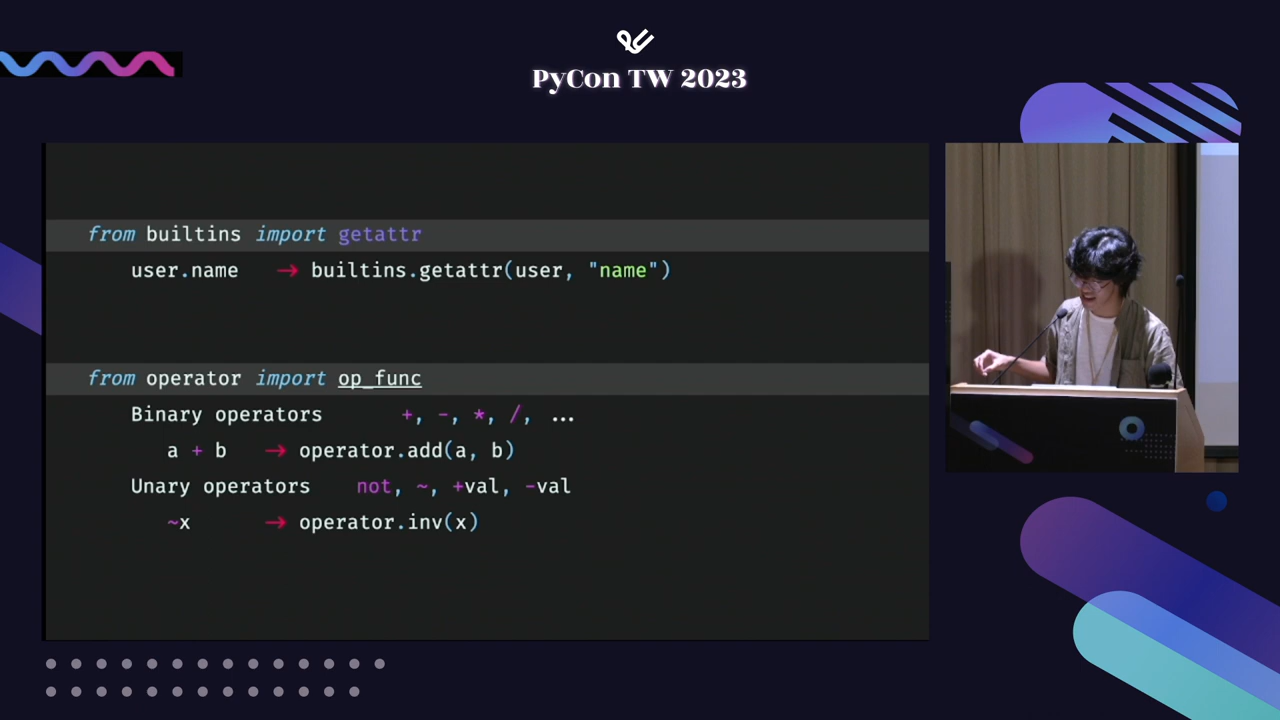 PyCon TW 2023
from builtins import getattr
user.name → builtins.getattr(user, "name")
from operator import op_func
Binary operators +, -, *, /, ...
a + b → operator.add(a, b)
Unary operators not, ~, +val, -val
~x → operator.inv(x)